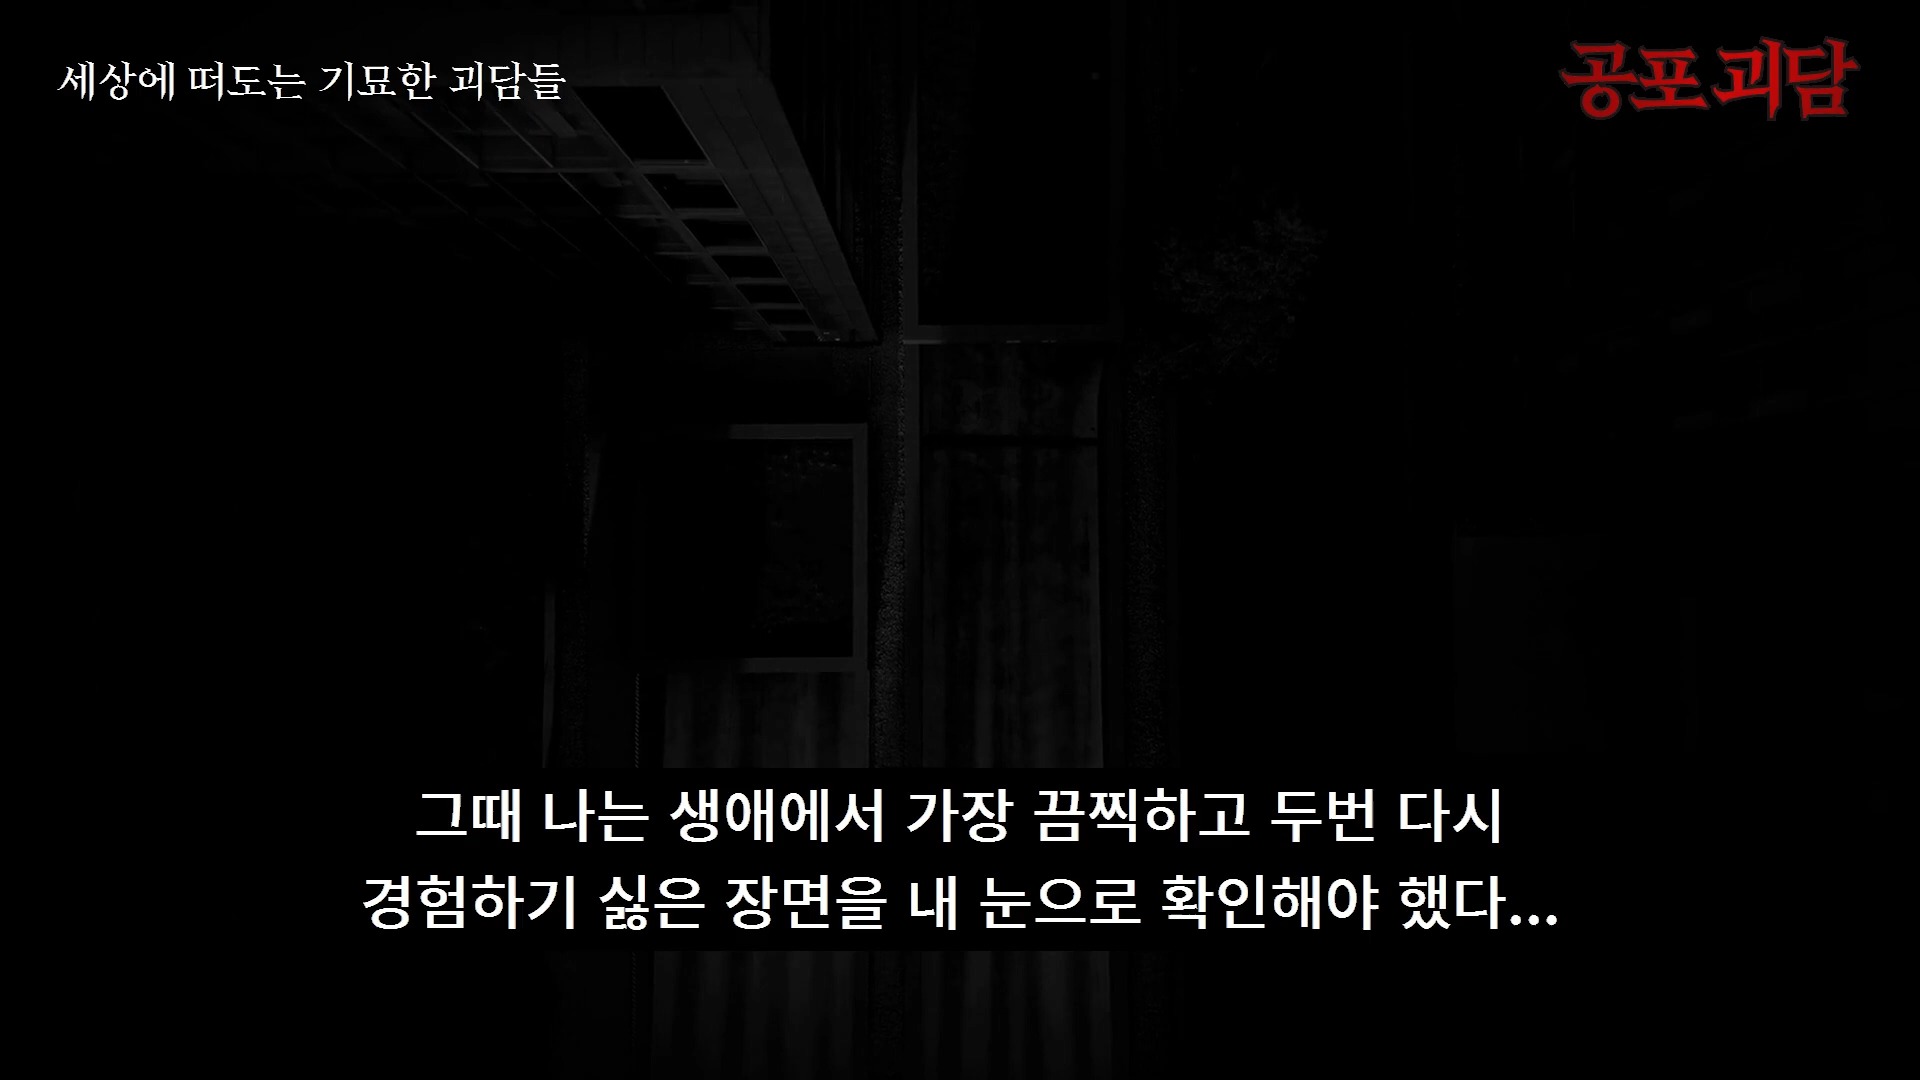 세상에 떠도는 기묘한 괴담들
공포 괴담
그때 나는 생애에서 가장 끔찍하고 두번 다시
경험하기 싫은 장면을 내 눈으로 확인해야 했다...